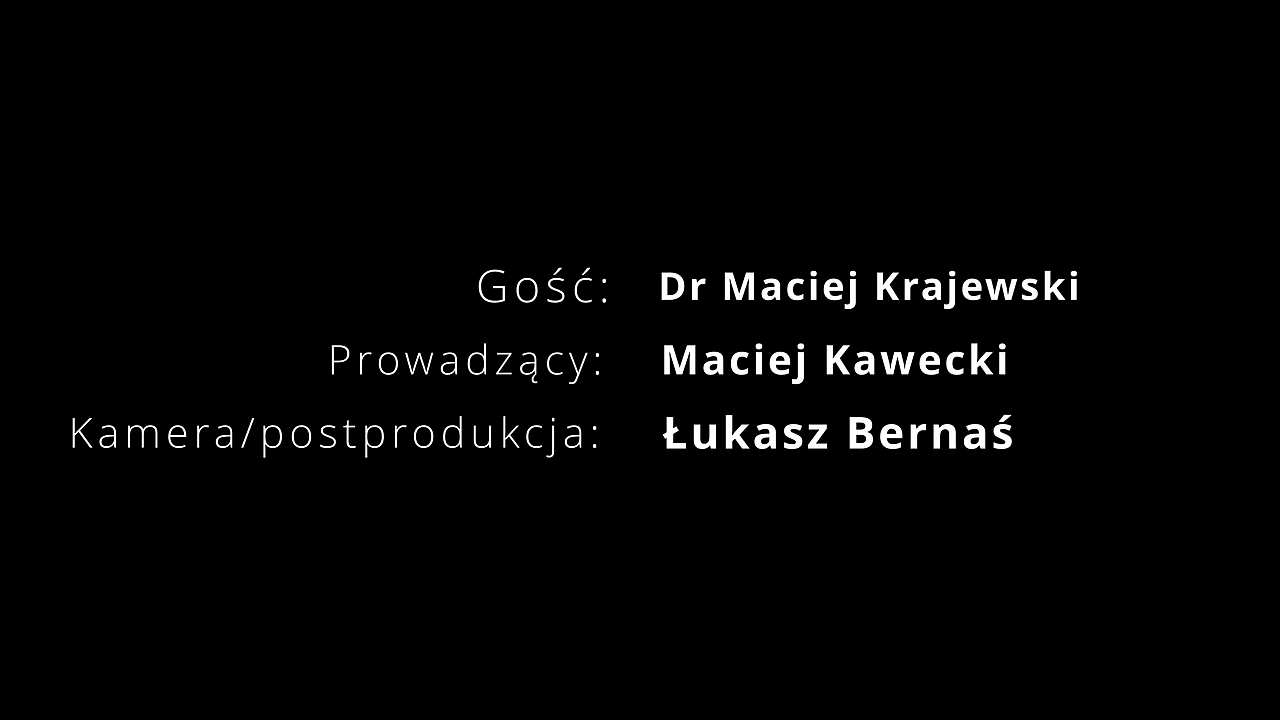 Gość: Dr Maciej Krajewski
Prowadzący: Maciej Kawecki
Kamera/postprodukcja: Łukasz Bernaś